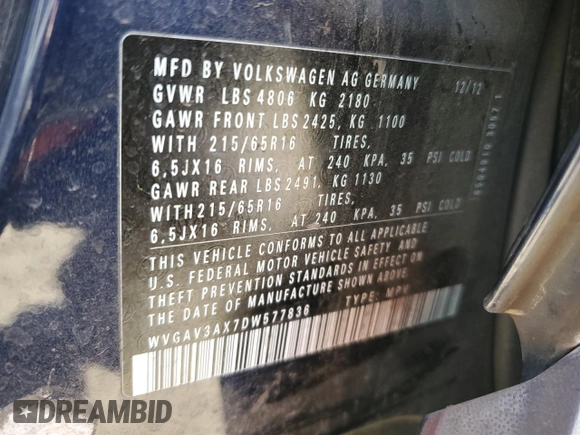 MFD BY VOLKSWAGEN AG GERMANY 12/12
GVWR LBS 4806 KG 2180
GAWR FRONT LBS 2425, KG 1100
WITH 215/65R16 TIRES,
6,5JX16 RIMS, AT 240 KPA, 35 PSI COLD
GAWR REAR LBS 2491, KG 1130
WITH 215/65R16 TIRES,
6,5JX16 RIMS, AT 240 KPA, 35 PSI COLD
THIS VEHICLE CONFORMS TO ALL APPLICABLE
U.S. FEDERAL MOTOR VEHICLE SAFETY AND
THEFT PREVENTION STANDARDS IN EFFECT ON
THE DATE OF MANUFACTURE SHOWN ABOVE
WVGAV3AX7DW577836 TYPE: MPV
DREAMBID